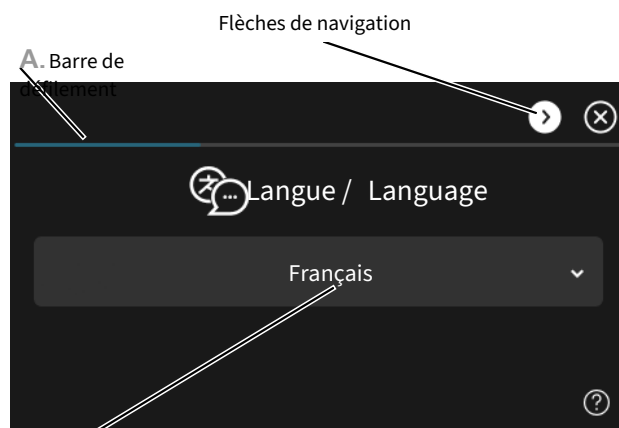 Flèches de navigation
A. Barre de
défilement
Langue / Language
Français